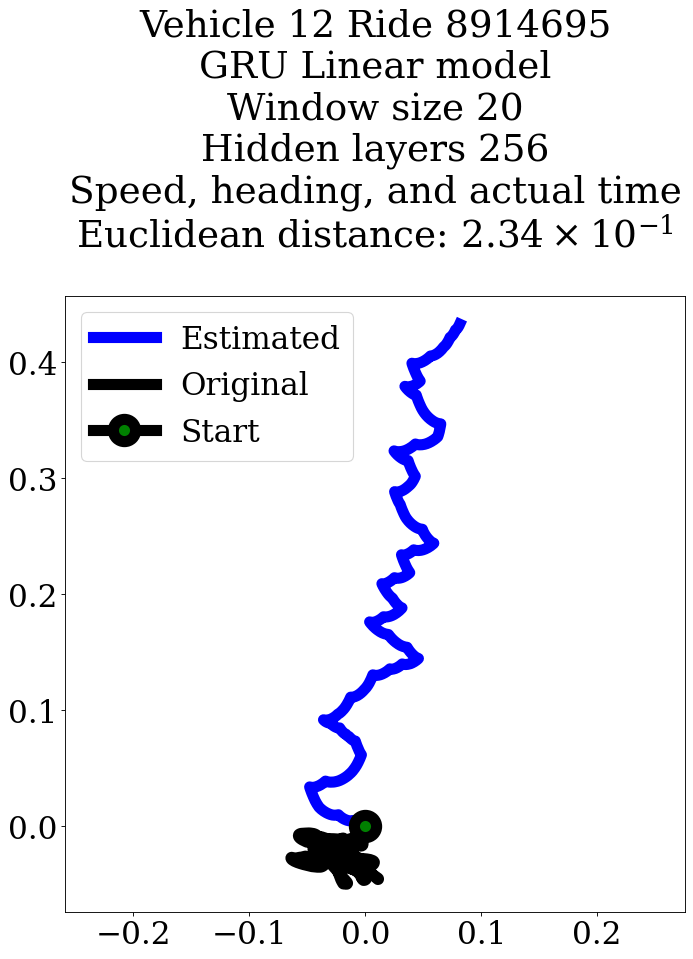 Vehicle 12 Ride 8914695
GRU Linear model
Window size 20
Hidden layers 256
Speed, heading, and actual time
Euclidean distance: 2.34 × 10⁻¹
Estimated
Original
Start
0.4
0.3
0.2
0.1
0.0
−0.2 −0.1 0.0 0.1 0.2